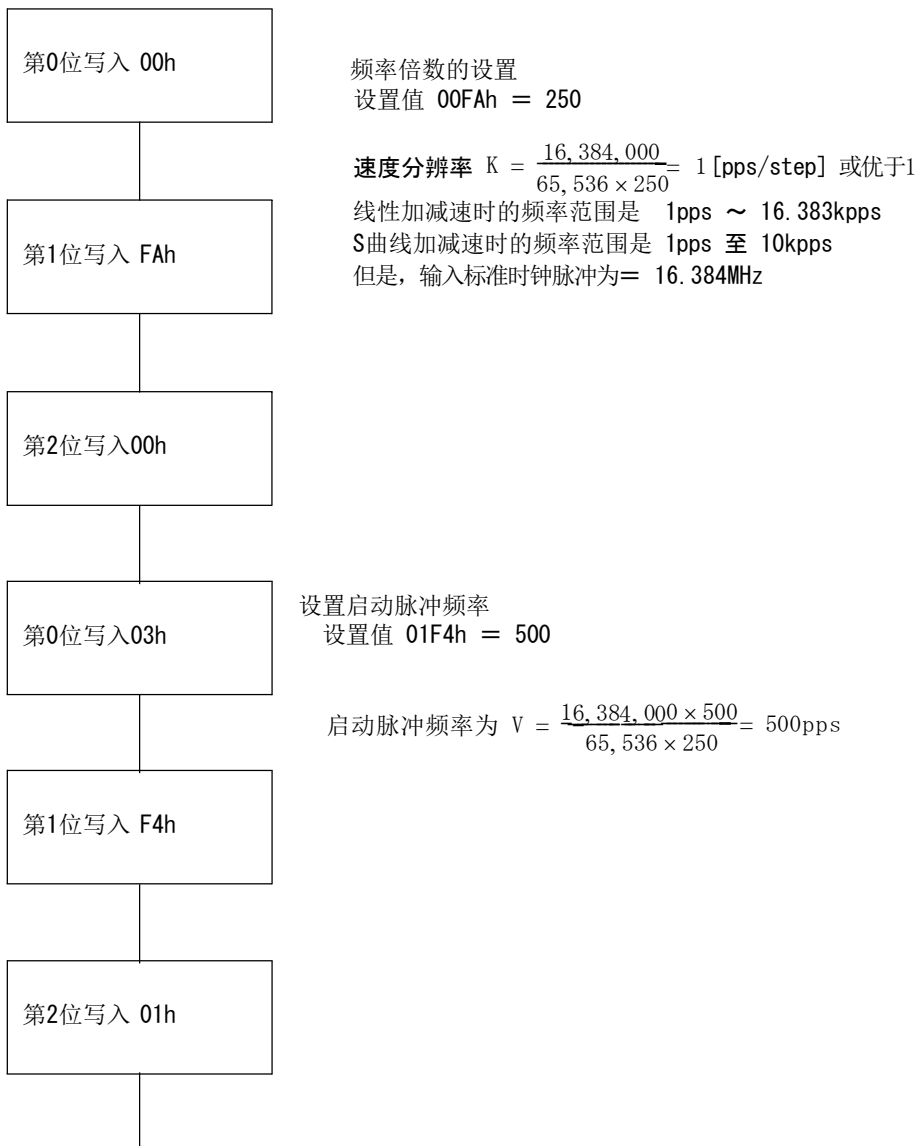 第0位写入 00h
频率倍数的设置
设置值 00FAh ＝ 250
速度分辨率 K = 16,384,000 / 65,536 × 250 = 1[pps/step] 或优于1
线性加减速时的频率范围是 1pps ～ 16.383kpps
第1位写入 FAh
S曲线加减速时的频率范围是 1pps 至 10kpps
但是，输入标准时钟脉冲为＝ 16.384MHz
第2位写入00h
第0位写入03h
设置启动脉冲频率
设置值 01F4h ＝ 500
启动脉冲频率为 V = 16,384,000 × 500 / 65,536 × 250 = 500pps
第1位写入 F4h
第2位写入 01h